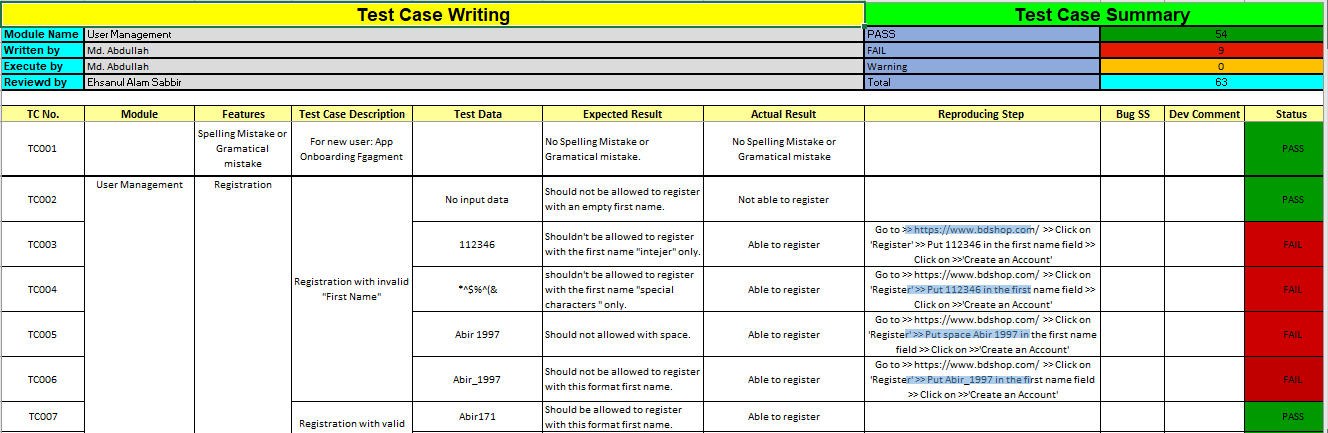 Test Case Writing
Test Case Summary
Module Name
User Management
PASS
54
Written by
Md. Abdullah
FAIL
9
Execute by
Md. Abdullah
Warning
0
Reviewd by
Ehsanul Alam Sabbir
Total
63
TC No.
Module
Features
Test Case Description
Test Data
Expected Result
Actual Result
Reproducing Step
Bug SS
Dev Comment
Status
TC001
Spelling Mistake or
Gramatical
mistake
For new user: App
Onboarding Fgagment
No Spelling Mistake or
Gramatical mistake.
No Spelling Mistake or
Gramatical mistake
PASS
TC002
User Management
Registration
Registration with invalid
"First Name"
No input data
Should not be allowed to register
with an empty first name.
Not able to register
PASS
TC003
112346
Shouldn't be allowed to register
with the first name "intejer" only.
Able to register
Go to >> https://www.bdshop.com/ >> Click on
'Register' >> Put 112346 in the first name field >>
Click on >>'Create an Account'
FAIL
TC004
*^$%^(&
shouldn't be allowed to register
with the first name "special
characters " only.
Able to register
Go to >> https://www.bdshop.com/ >> Click on
'Register' >> Put 112346 in the first name field >>
Click on >>'Create an Account'
FAIL
TC005
Abir 1997
Should not allowed with space.
Able to register
Go to >> https://www.bdshop.com/ >> Click on
'Register' >> Put space Abir 1997 in the first name
field >> Click on >>'Create an Account'
FAIL
TC006
Abir_1997
Should not be allowed to register
with this format first name.
Able to register
Go to >> https://www.bdshop.com/ >> Click on
'Register' >> Put Abir_1997 in the first name field
>> Click on >>'Create an Account'
FAIL
TC007
Registration with valid
Abir171
Should be allowed to register
with this format first name.
Able to register
PASS